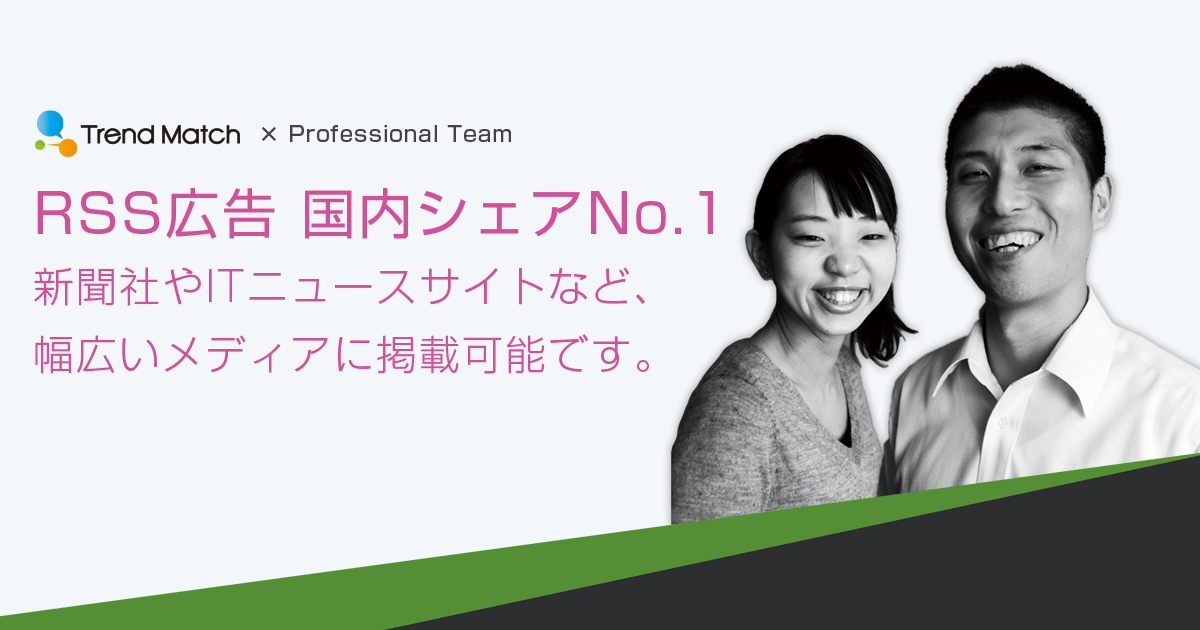 Trend Match × Professional Team
RSS広告 国内シェアNo.1
新聞社やITニュースサイトなど、
幅広いメディアに掲載可能です。